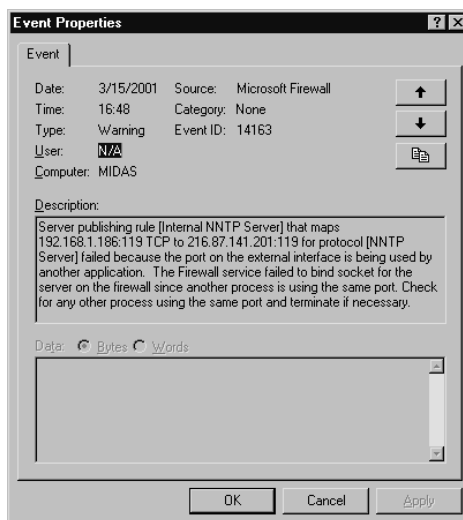 Event Properties
Event
Date: 3/15/2001 Source: Microsoft Firewall
Time: 16:48 Category: None
Type: Warning Event ID: 14163
User: N/A
Computer: MIDAS
Description:
Server publishing rule [Internal NNTP Server] that maps
192.168.1.186:119 TCP to 216.87.141.201:119 for protocol [NNTP
Server] failed because the port on the external interface is being used by
another application. The Firewall service failed to bind socket for the
server on the firewall since another process is using the same port. Check
for any other process using the same port and terminate if necessary.
Data: Bytes Words
OK Cancel Apply